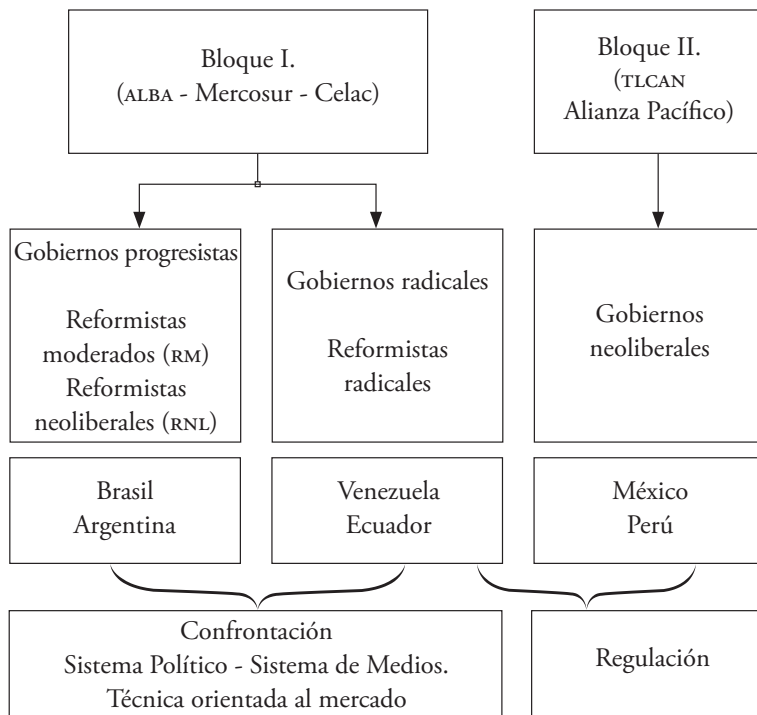 Bloque I.
(ALBA - Mercosur - Celac)
Bloque II.
(TLCAN
Alianza Pacífico)
Gobiernos progresistas
Reformistas
moderados (RM)
Reformistas
neoliberales (RNL)
Gobiernos radicales
Reformistas
radicales
Gobiernos
neoliberales
Brasil
Argentina
Venezuela
Ecuador
México
Perú
Confrontación
Sistema Político - Sistema de Medios.
Técnica orientada al mercado
Regulación